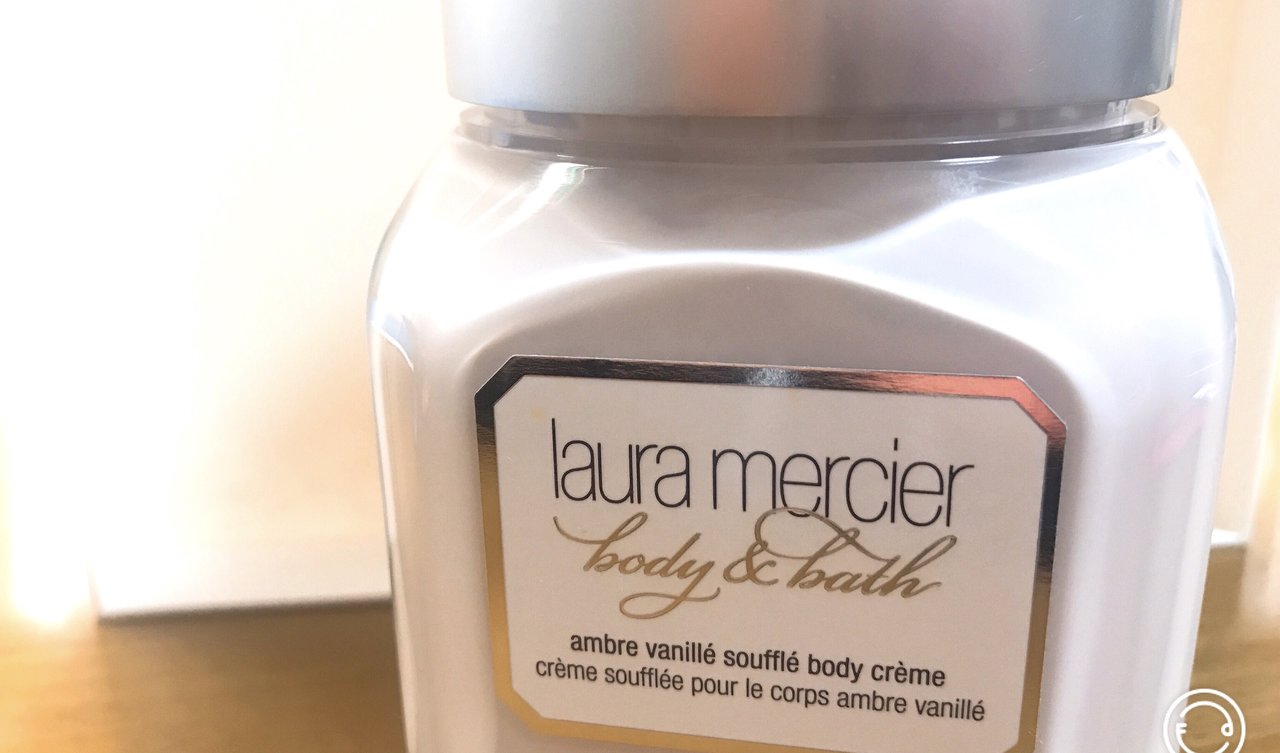 laura mercier
body & bath
ambre vanillé soufflé body crème
crème soufflée pour le corps ambre vanillé
F d